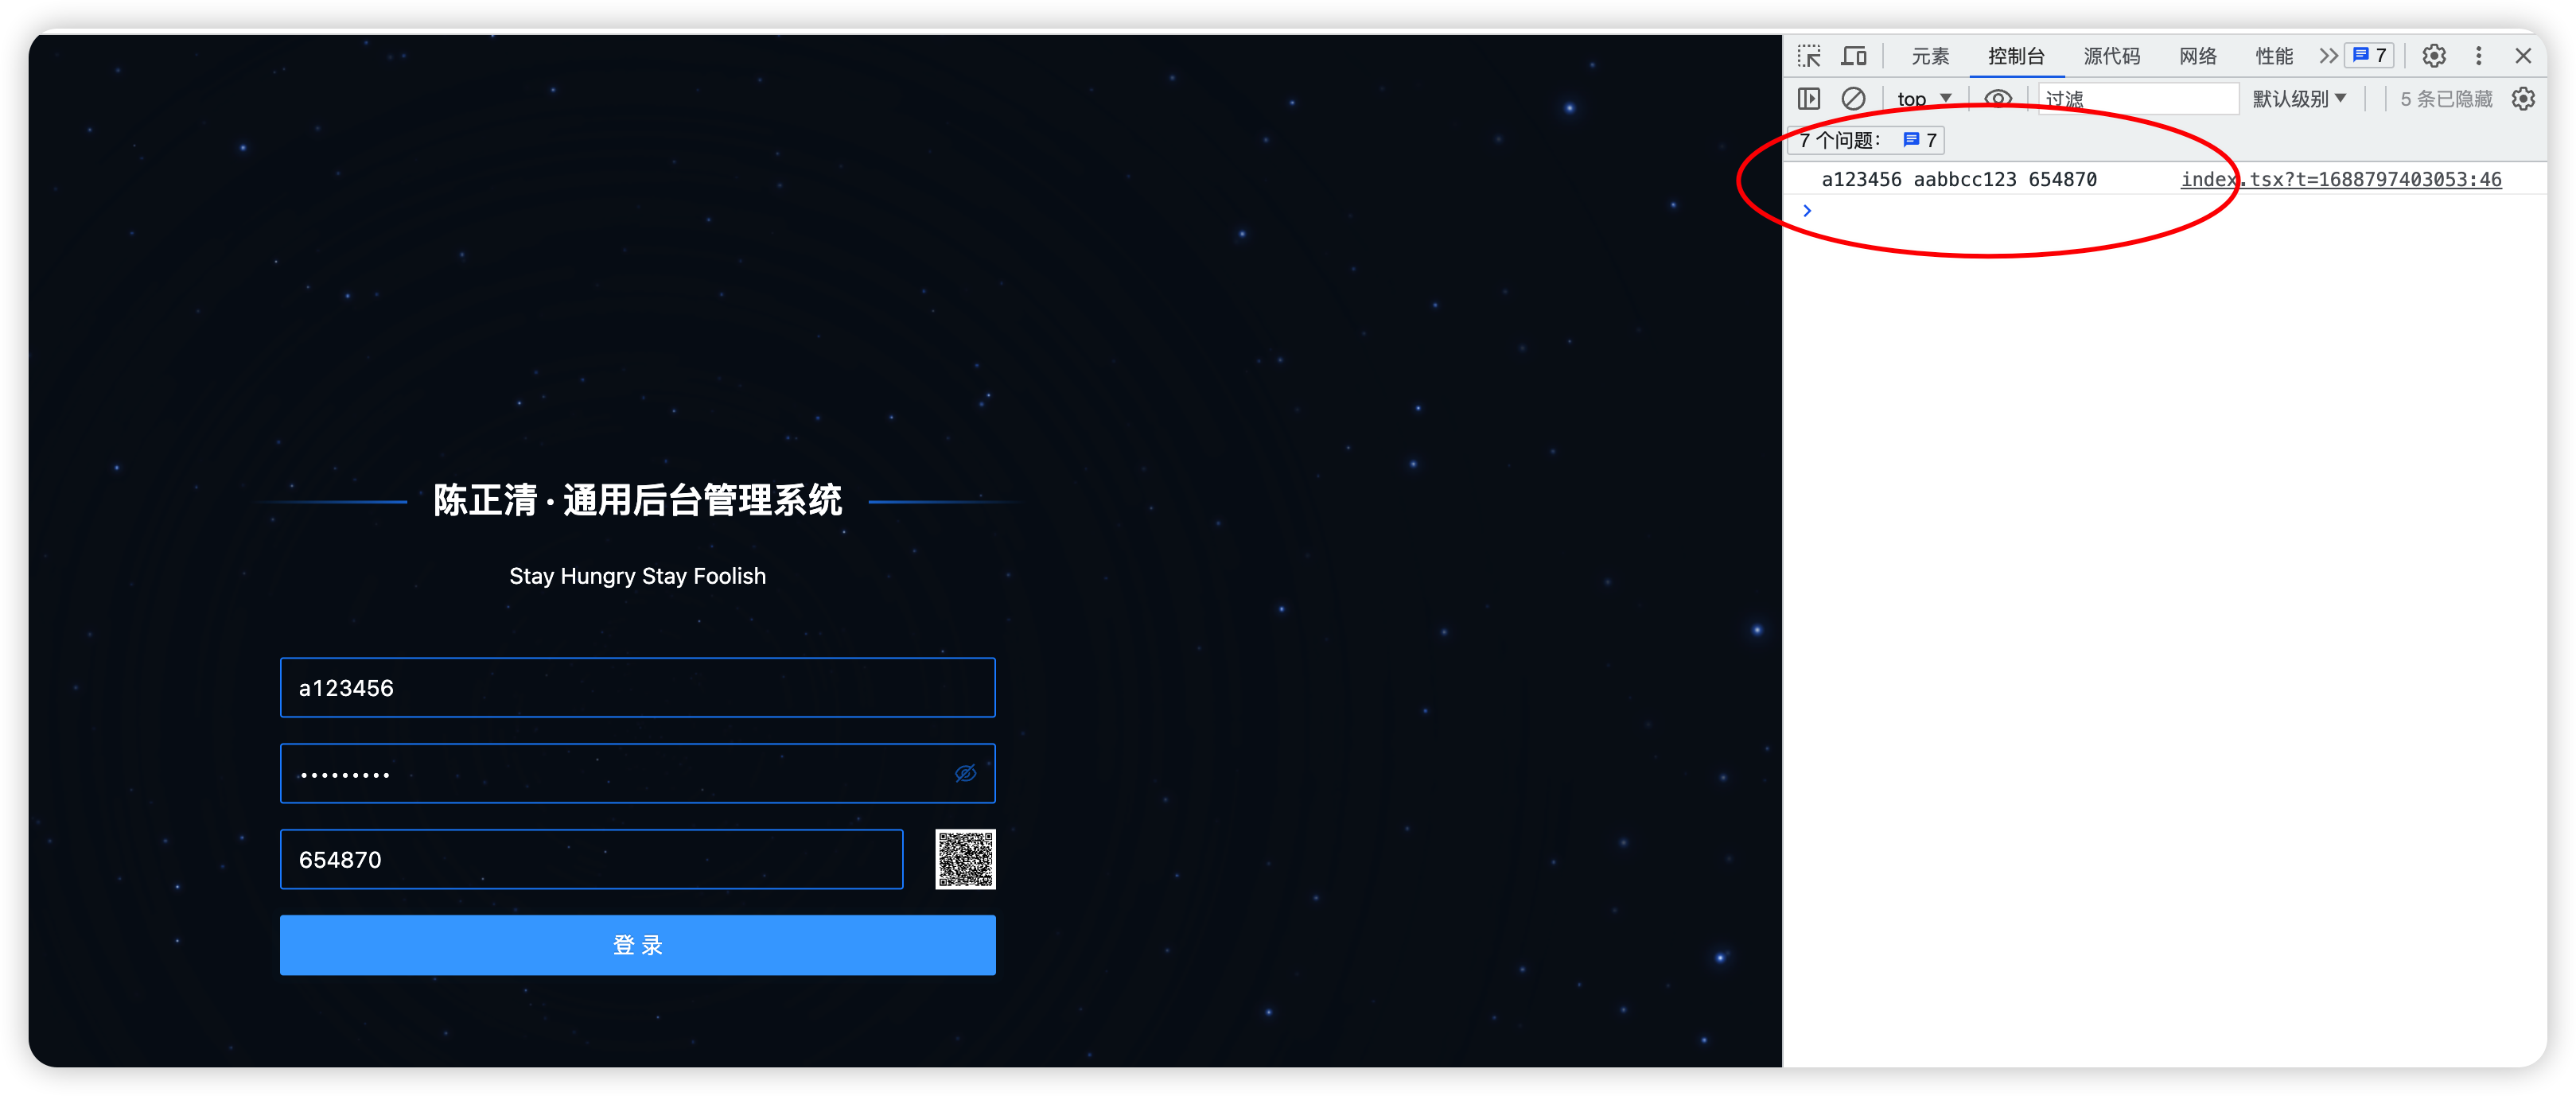 陈正清 · 通用后台管理系统
Stay Hungry Stay Foolish
a123456
•••••••••
654870
登 录
元素 控制台 源代码 网络 性能 7
top 过滤 默认级别 5 条已隐藏
7 个问题： 7
a123456 aabbcc123 654870 index.tsx?t=1688797403053:46